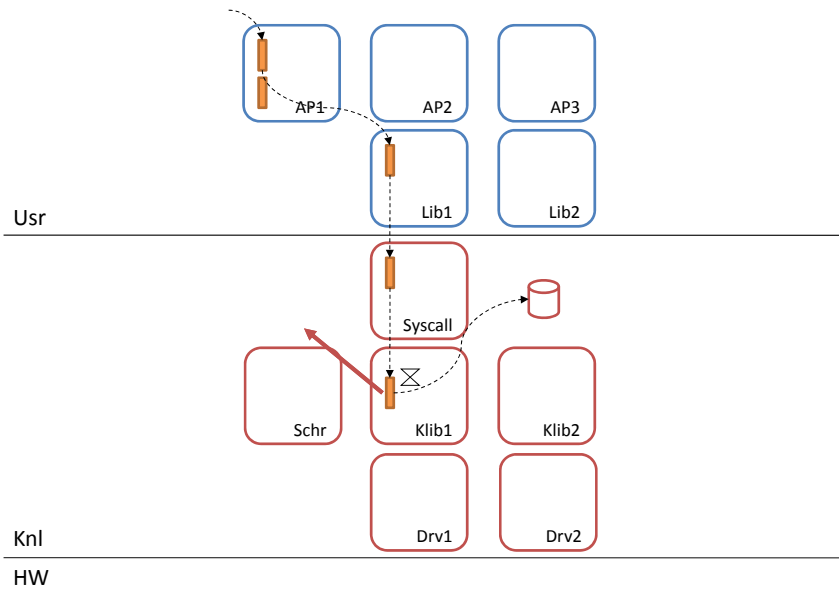 AP1
AP2
AP3
Lib1
Lib2
Usr
Syscall
Schr
Klib1
Klib2
Drv1
Drv2
Knl
HW